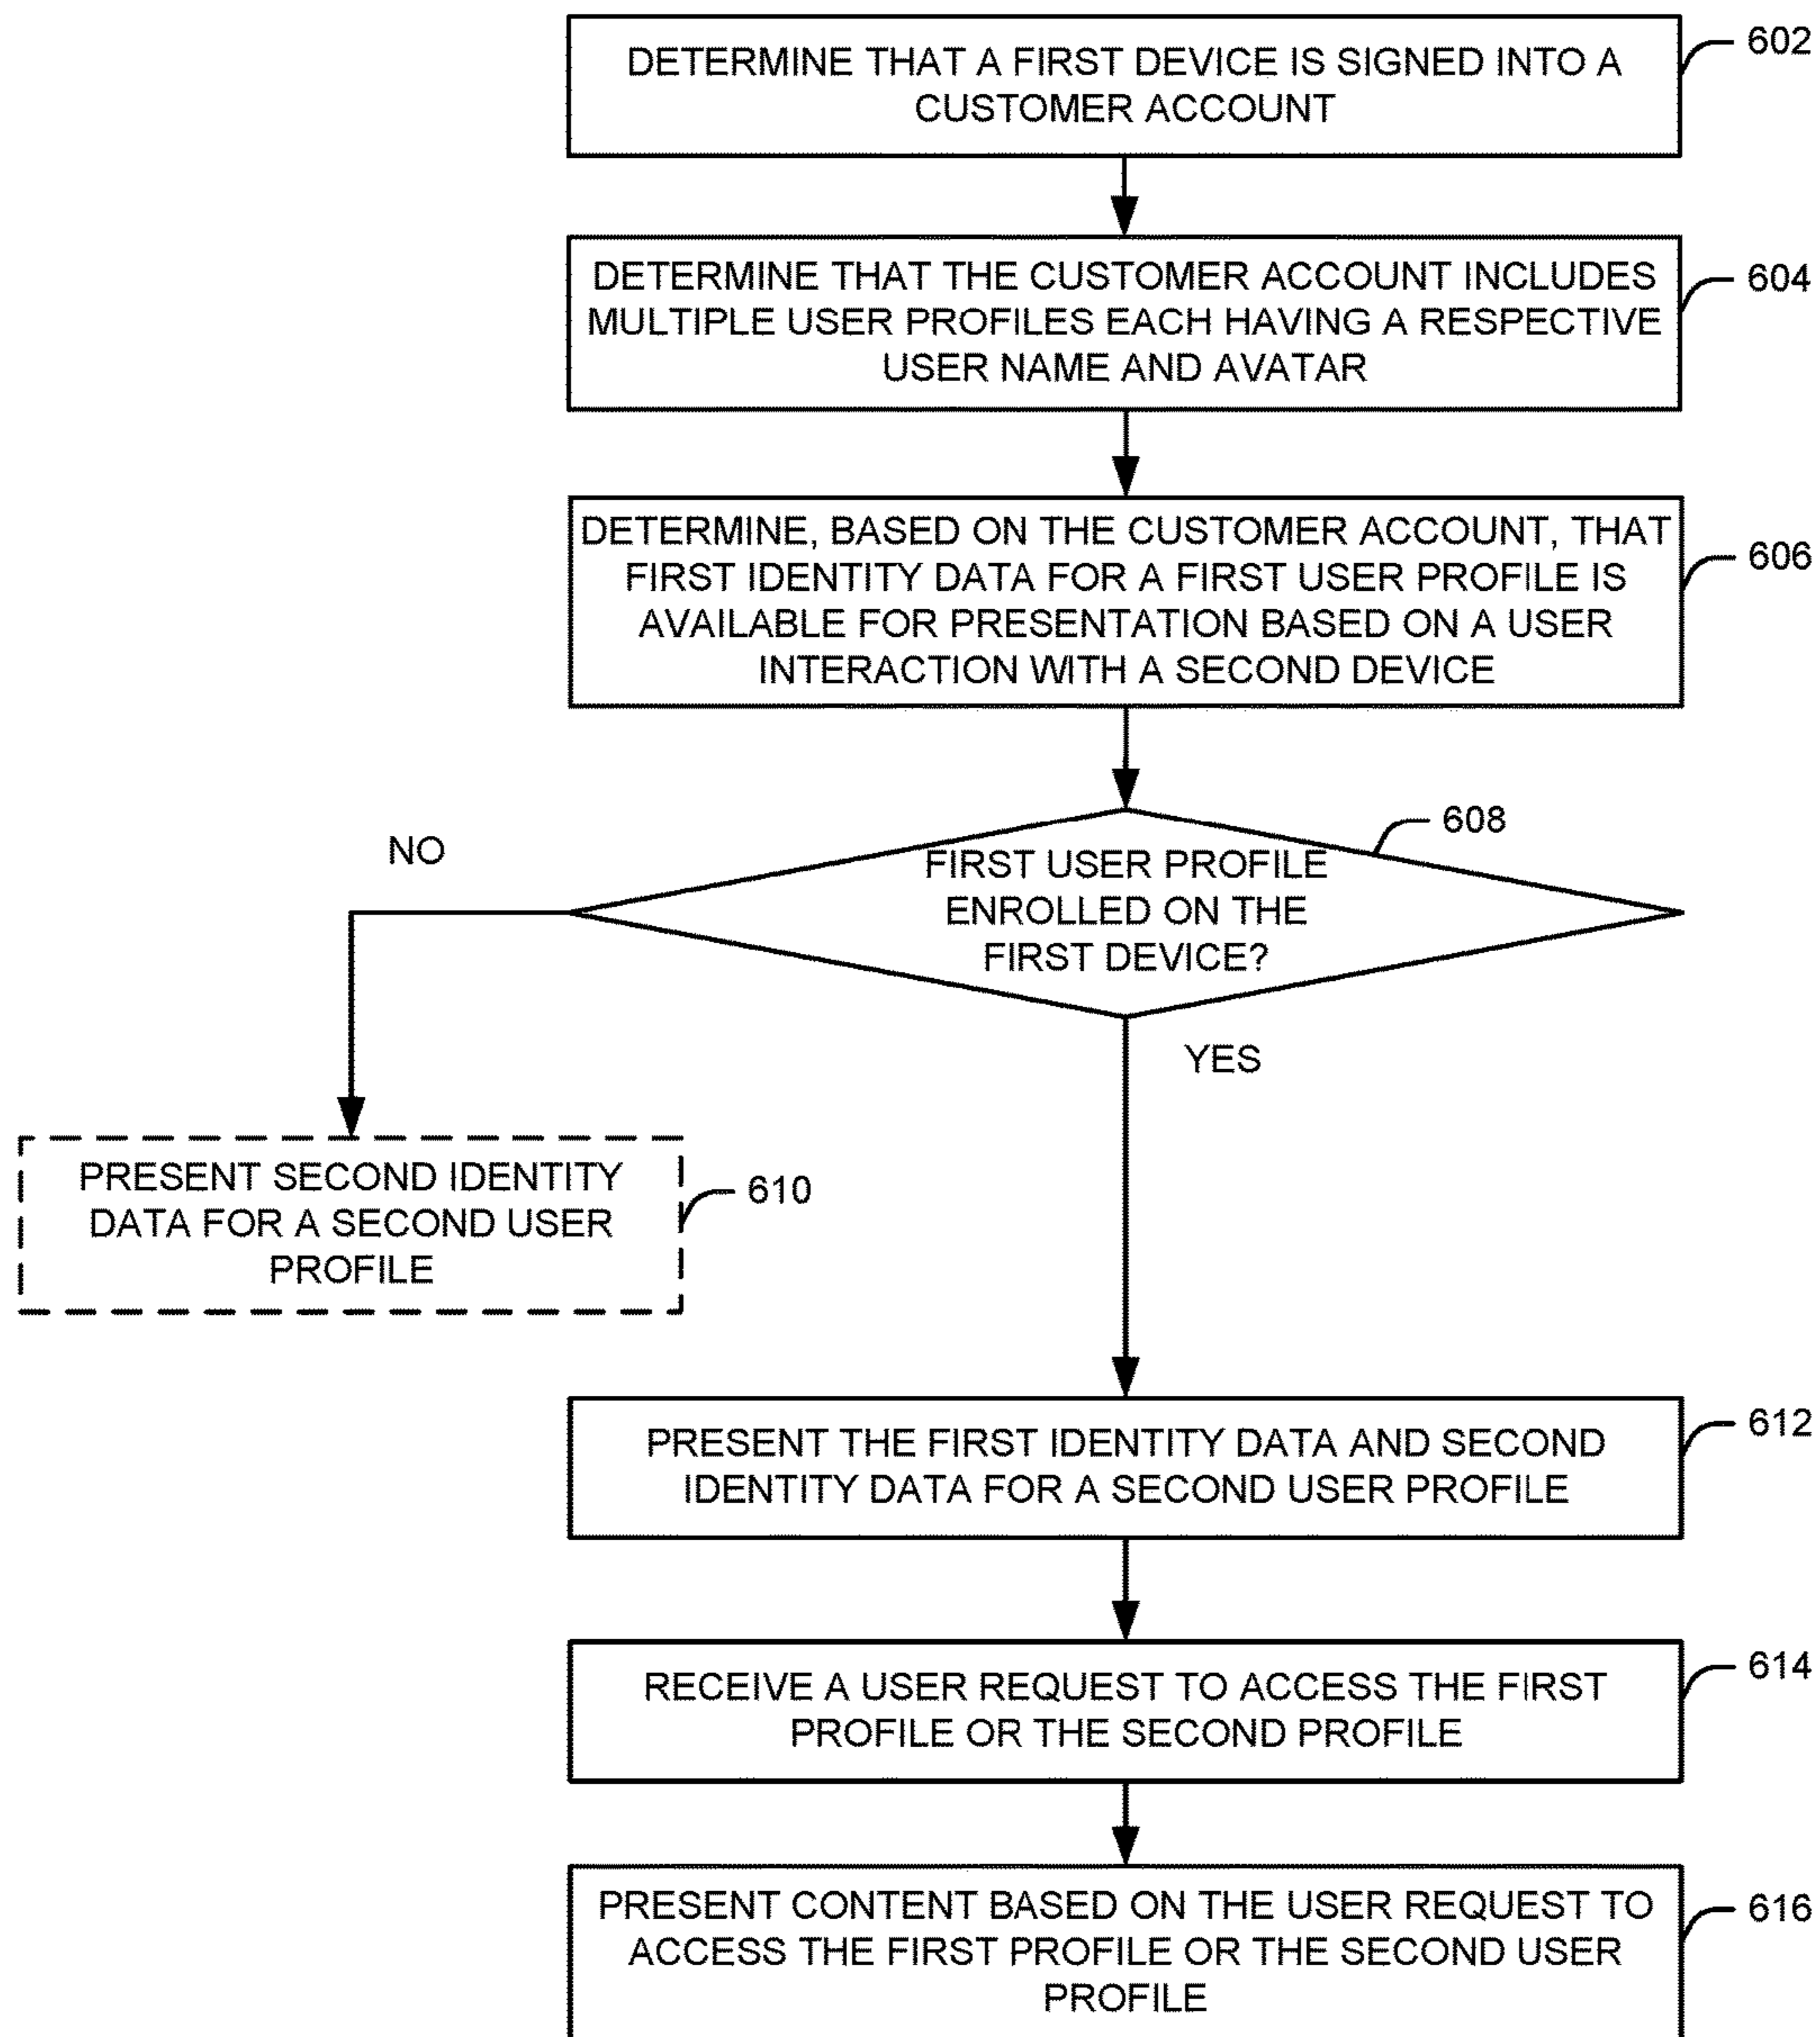 DETERMINE THAT A FIRST DEVICE IS SIGNED INTO A
CUSTOMER ACCOUNT
602
DETERMINE THAT THE CUSTOMER ACCOUNT INCLUDES
MULTIPLE USER PROFILES EACH HAVING A RESPECTIVE
USER NAME AND AVATAR
604
DETERMINE, BASED ON THE CUSTOMER ACCOUNT, THAT
FIRST IDENTITY DATA FOR A FIRST USER PROFILE IS
AVAILABLE FOR PRESENTATION BASED ON A USER
INTERACTION WITH A SECOND DEVICE
606
FIRST USER PROFILE
ENROLLED ON THE
FIRST DEVICE?
608
NO
YES
PRESENT SECOND IDENTITY
DATA FOR A SECOND USER
PROFILE
610
PRESENT THE FIRST IDENTITY DATA AND SECOND
IDENTITY DATA FOR A SECOND USER PROFILE
612
RECEIVE A USER REQUEST TO ACCESS THE FIRST
PROFILE OR THE SECOND PROFILE
614
PRESENT CONTENT BASED ON THE USER REQUEST TO
ACCESS THE FIRST PROFILE OR THE SECOND USER
PROFILE
616